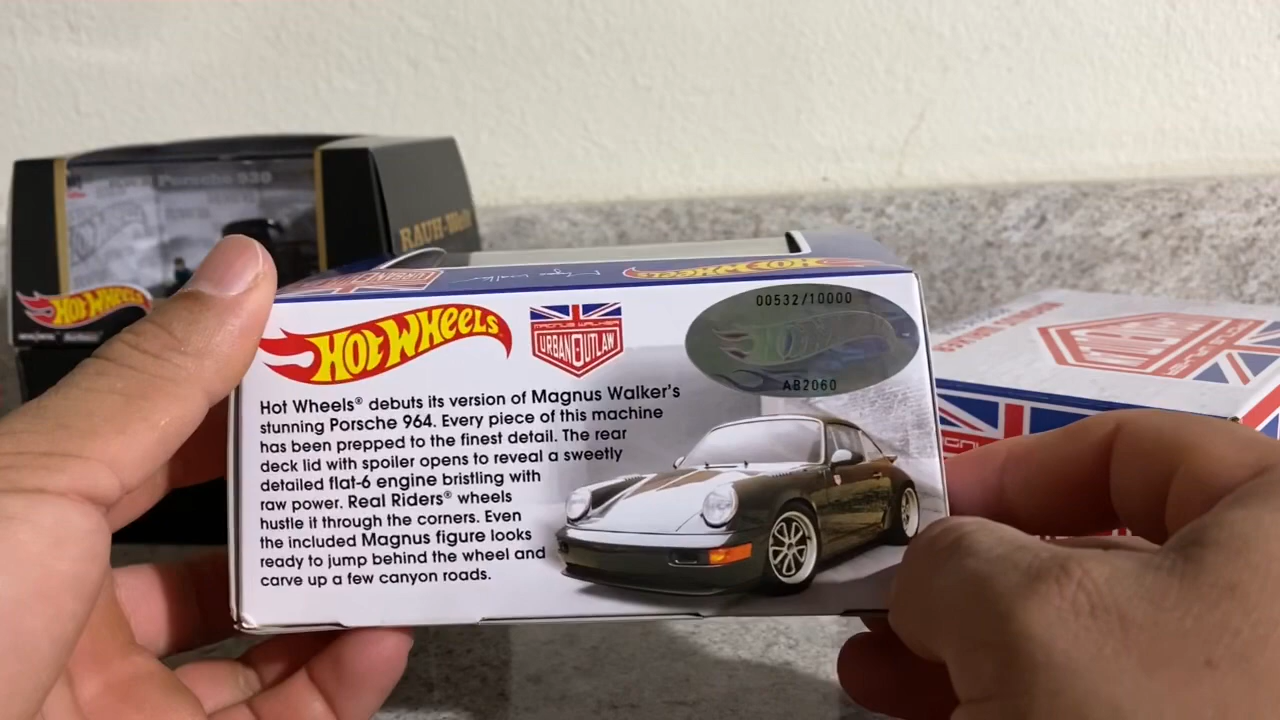 Porsche 930
RAUH-Welt
HOT WHEELS
URBAN
Magnus Walker
HOT WHEELS
HOT WHEELS
MAGNUS WALKER
URBAN OUTLAW
00532/10000
AB2060
Hot Wheels® debuts its version of Magnus Walker's
stunning Porsche 964. Every piece of this machine
has been prepped to the finest detail. The rear
deck lid with spoiler opens to reveal a sweetly
detailed flat-6 engine bristling with
raw power. Real Riders® wheels
hustle it through the corners. Even
the included Magnus figure looks
ready to jump behind the wheel and
carve up a few canyon roads.